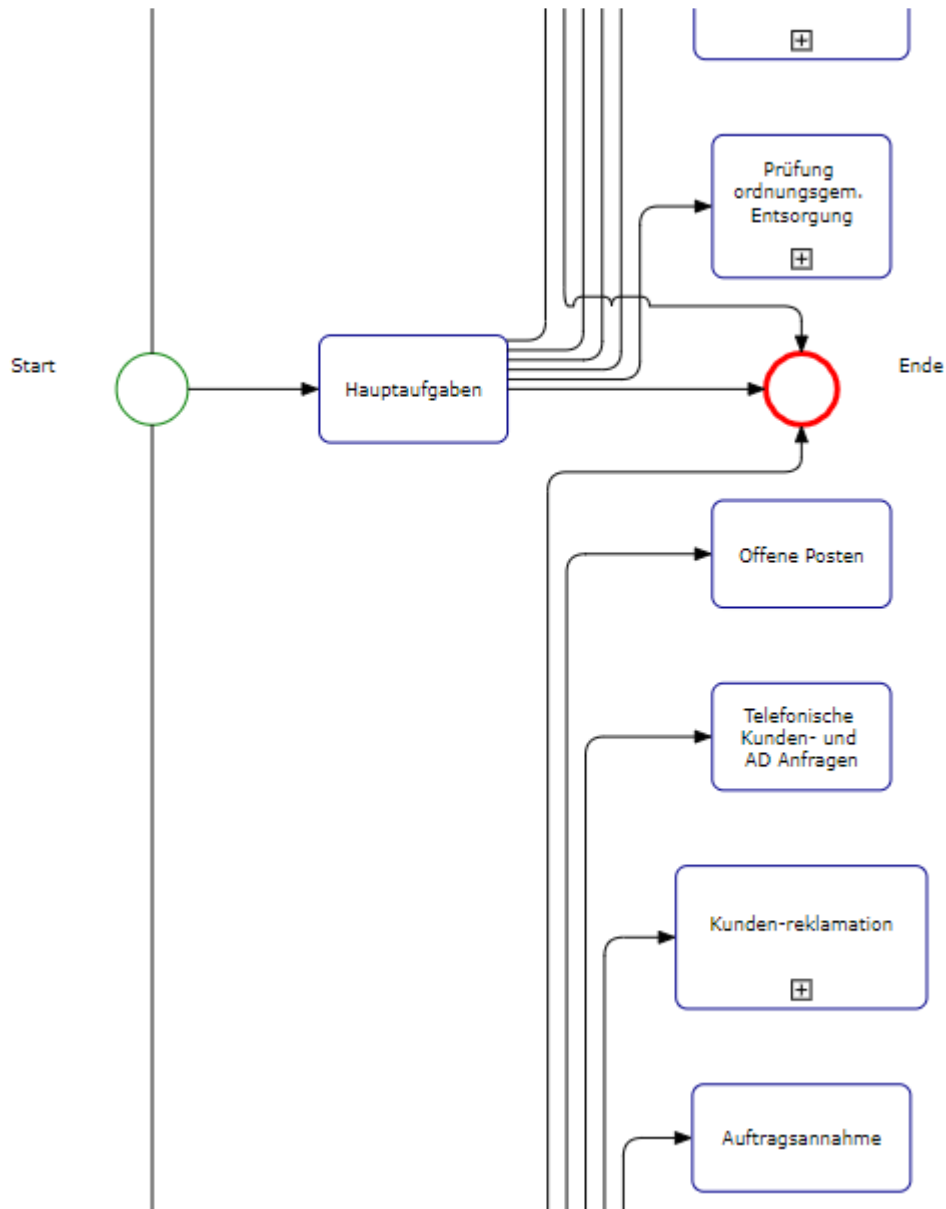 Prüfung
ordnungsgem.
Entsorgung
Start
Hauptaufgaben
Ende
Offene Posten
Telefonische
Kunden- und
AD Anfragen
Kunden-reklamation
Auftragsannahme